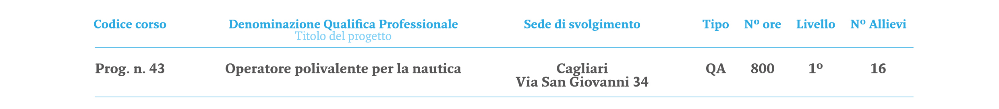 Codice corso Denominazione Qualifica Professionale Sede di svolgimento Tipo Nº ore Livello Nº Allievi
Titolo del progetto
Prog. n. 43 Operatore polivalente per la nautica Cagliari QA 800 1º 16
Via San Giovanni 34